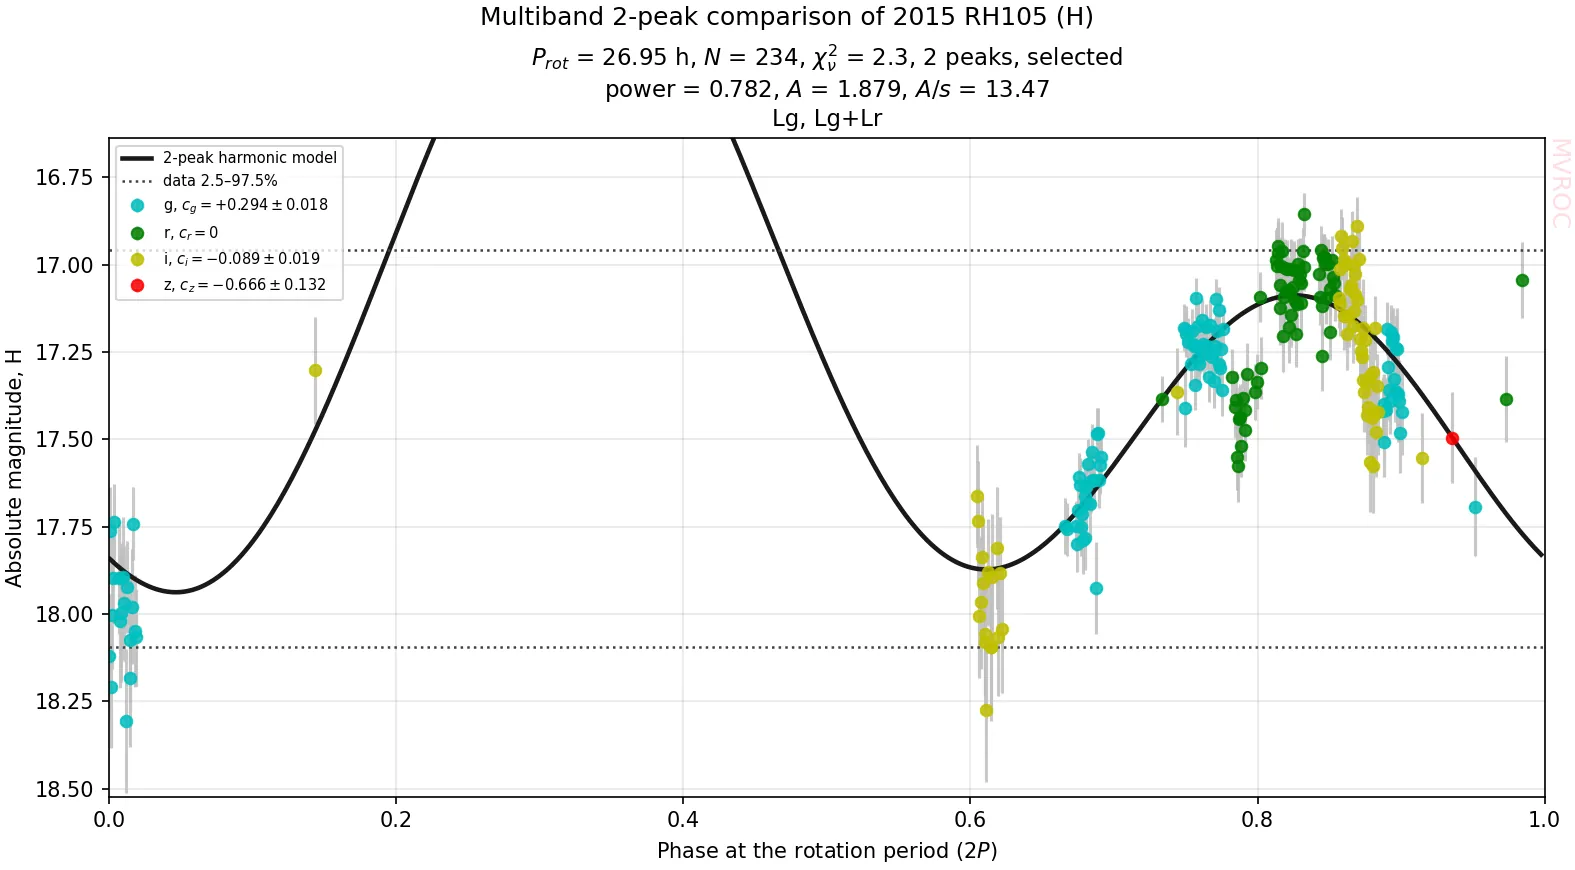 Multiband 2-peak comparison of 2015 RH105 (H)
P_rot = 26.95 h, N = 234, χ²_ν = 2.3, 2 peaks, selected
power = 0.782, A = 1.879, A/s = 13.47
Lg, Lg+Lr
2-peak harmonic model
data 2.5–97.5%
g, c_g = +0.294 ± 0.018
r, c_r = 0
i, c_i = −0.089 ± 0.019
z, c_z = −0.666 ± 0.132
MVROC
Absolute magnitude, H
16.75
17.00
17.25
17.50
17.75
18.00
18.25
18.50
0.0 0.2 0.4 0.6 0.8 1.0
Phase at the rotation period (2P)